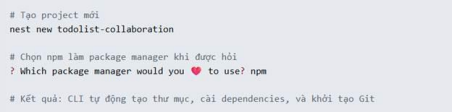 # Tạo project mới
nest new todolist-collaboration
# Chọn npm làm package manager khi được hỏi
? Which package manager would you ❤️ to use? npm
# Kết quả: CLI tự động tạo thư mục, cài dependencies, và khởi tạo Git